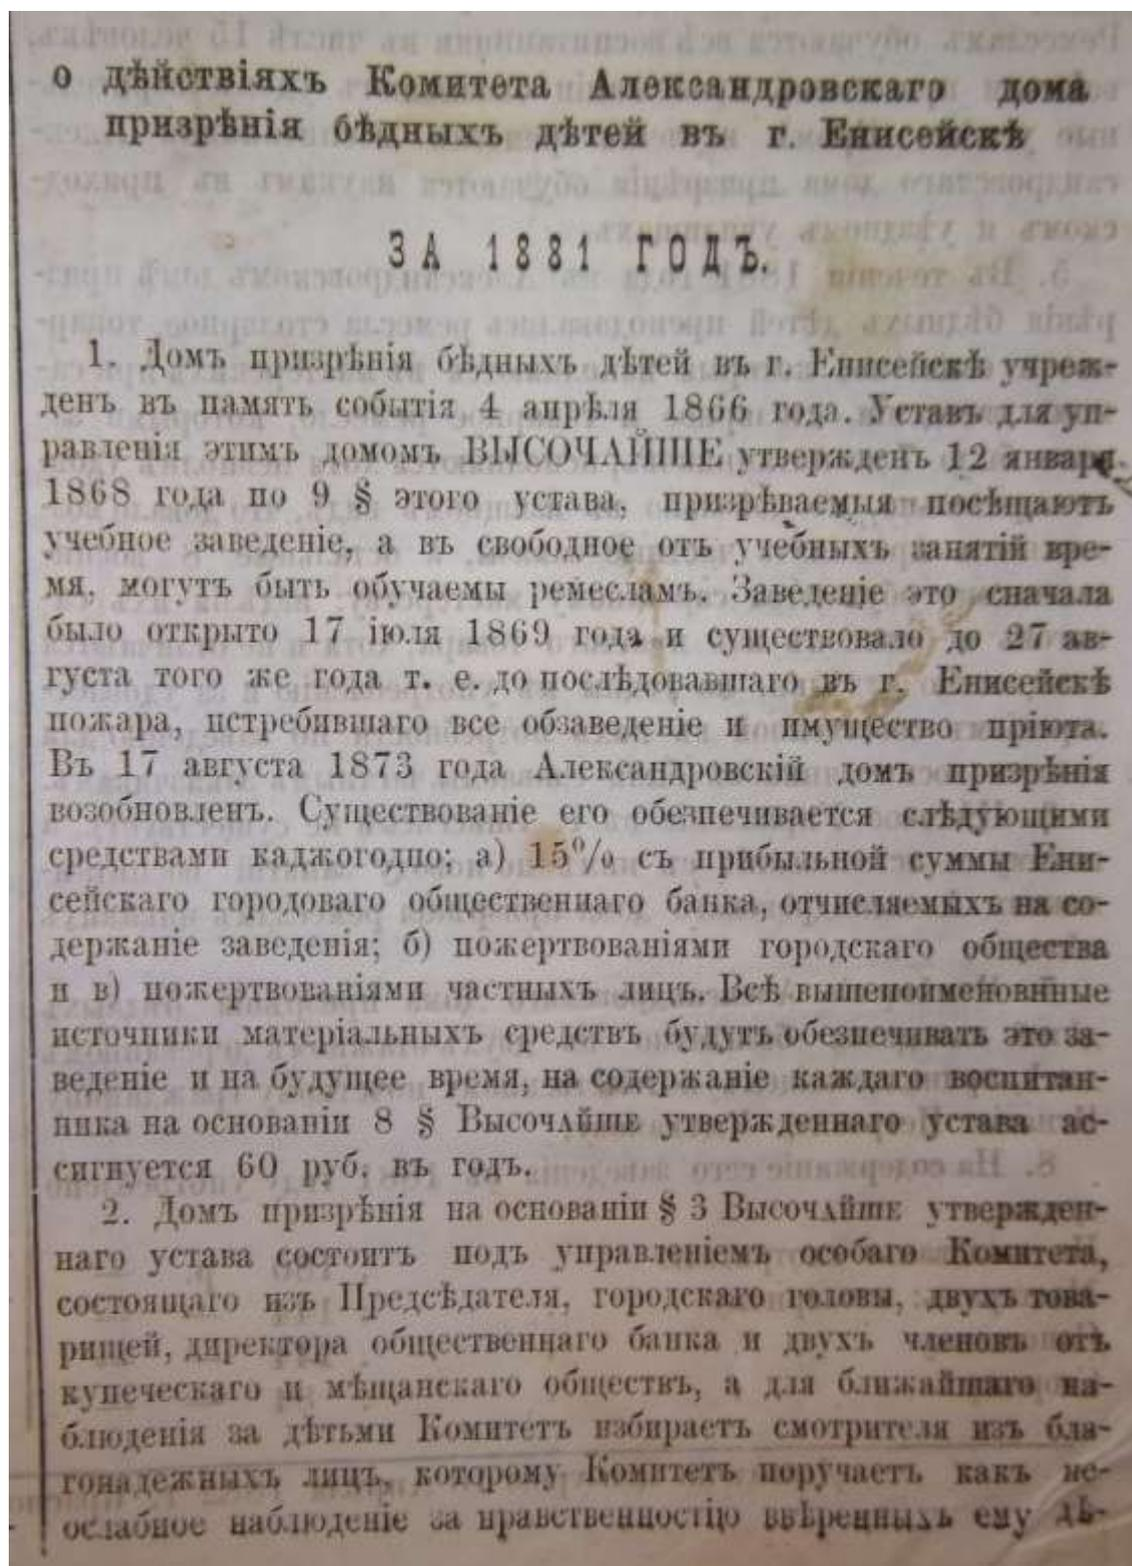 о дѣйствіяхъ Комитета Александровскаго дома
призрѣнія бѣдныхъ дѣтей въ г. Енисейскѣ
ЗА 1881 ГОДЪ.
1. Домъ призрѣнія бѣдныхъ дѣтей въ г. Енисейскѣ учреж-
денъ въ память событія 4 апрѣля 1866 года. Уставъ для уп-
равленія этимъ домомъ ВЫСОЧАЙШЕ утвержденъ 12 января
1868 года по 9 § этого устава, призрѣваемыя посѣщаютъ
учебное заведеніе, а въ свободное отъ учебныхъ занятій вре-
мя, могутъ быть обучаемы ремесламъ. Заведеніе это сначала
было открыто 17 іюля 1869 года и существовало до 27 ав-
густа того же года т. е. до послѣдовавшаго въ г. Енисейскѣ
пожара, истребившаго все обзаведеніе и имущество пріюта.
Въ 17 августа 1873 года Александровскій домъ призрѣнія
возобновленъ. Существованіе его обезпечивается слѣдующими
средствами каджогодно: а) 15% съ прибыльной суммы Ени-
сейскаго городоваго общественнаго банка, отчисляемыхъ на со-
держаніе заведенія; б) пожертвованіями городскаго общества
и в) пожертвованіями частныхъ лицъ. Всѣ вышепоименовнные
источники матеріальныхъ средствъ будутъ обезпечивать это за-
веденіе и на будущее время, на содержаніе каждаго воспитан-
ника на основаніи 8 § Высочайше утвержденнаго устава ас-
сигнуется 60 руб. въ годъ.
2. Домъ призрѣнія на основаніи § 3 Высочайше утвержден-
наго устава состоитъ подъ управленіемъ особаго Комитета,
состоящаго изъ Предсѣдателя, городскаго головы, двухъ това-
рищей, директора общественнаго банка и двухъ членовъ отъ
купеческаго и мѣщанскаго обществъ, а для ближайшаго на-
блюденія за дѣтьми Комитетъ избираетъ смотрителя изъ бла-
гонадежныхъ лицъ, которому Комитетъ поручаетъ какъ не-
ослабное наблюденіе за нравственностію ввѣренныхъ ему дѣ-